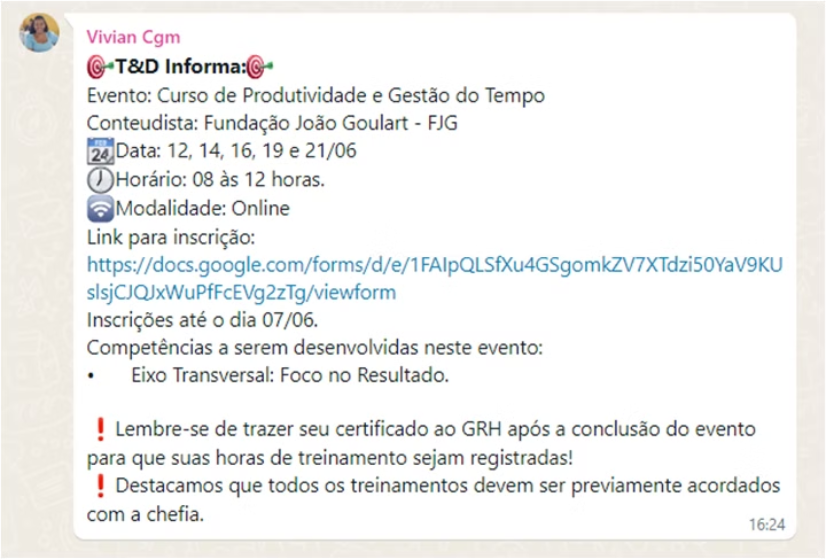 Vivian Cgm
🎯T&D Informa:🎯
Evento: Curso de Produtividade e Gestão do Tempo
Conteudista: Fundação João Goulart - FJG
📅Data: 12, 14, 16, 19 e 21/06
🕗Horário: 08 às 12 horas.
🛜Modalidade: Online
Link para inscrição:
https://docs.google.com/forms/d/e/1FAIpQLSfXu4GSgomkZV7XTdzi50YaV9KU
slsjCJQJxWuPfFcEVg2zTg/viewform
Inscrições até o dia 07/06.
Competências a serem desenvolvidas neste evento:
• Eixo Transversal: Foco no Resultado.
❗Lembre-se de trazer seu certificado ao GRH após a conclusão do evento
para que suas horas de treinamento sejam registradas!
❗Destacamos que todos os treinamentos devem ser previamente acordados
com a chefia.
16:24